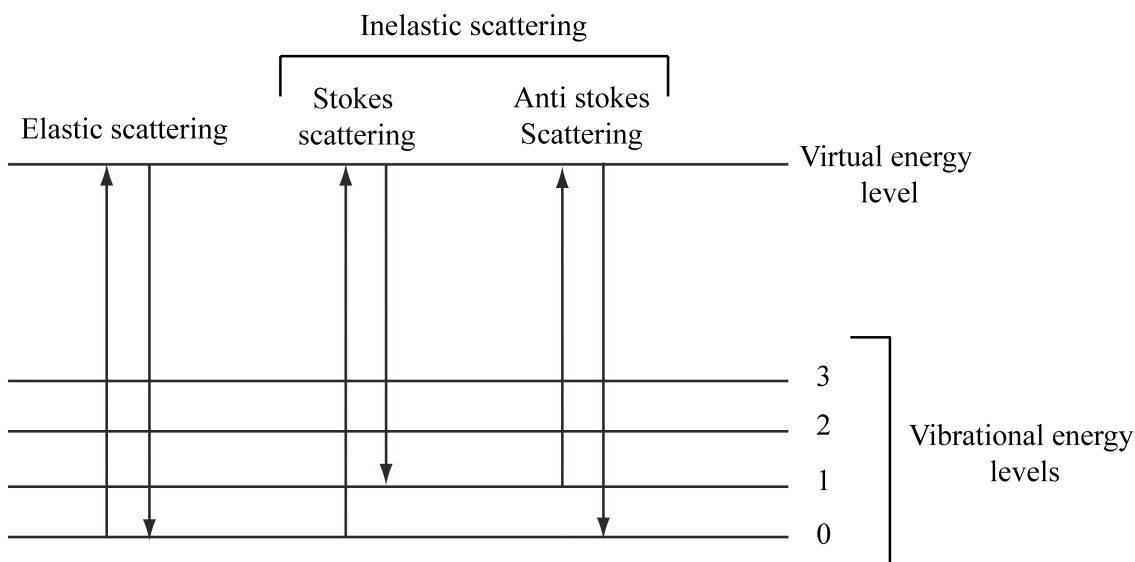 Inelastic scattering
Stokes
scattering
Anti stokes
Scattering
Elastic scattering
Virtual energy
level
3
2
1
0
Vibrational energy
levels